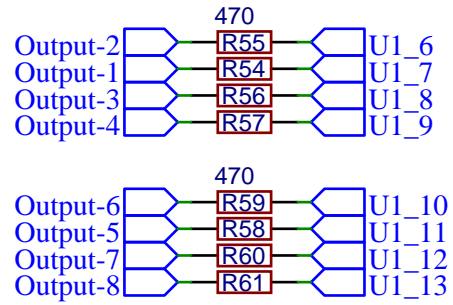 470
Output-2 R55 U1_6
Output-1 R54 U1_7
Output-3 R56 U1_8
Output-4 R57 U1_9
470
Output-6 R59 U1_10
Output-5 R58 U1_11
Output-7 R60 U1_12
Output-8 R61 U1_13